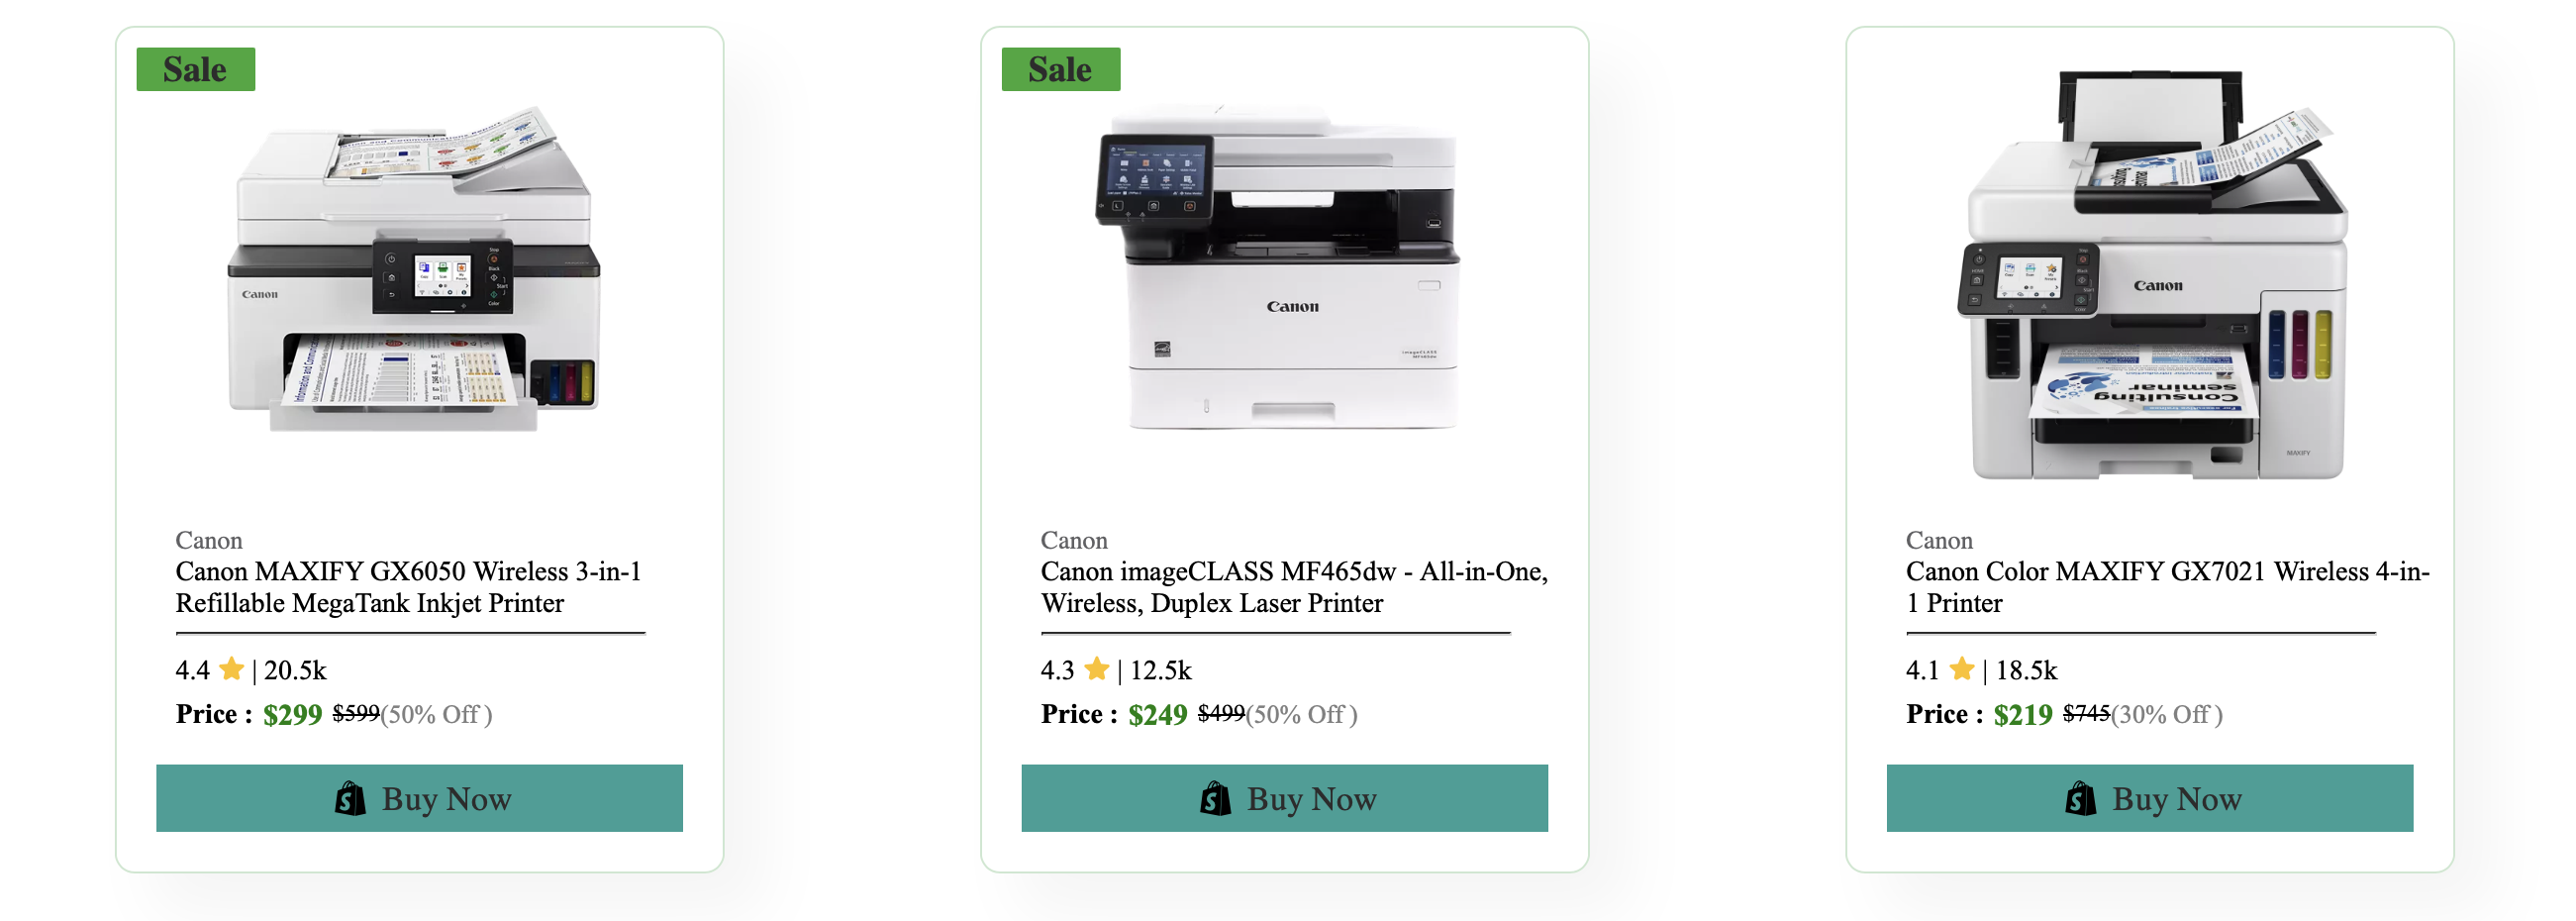 Sale
Canon
Canon
Canon MAXIFY GX6050 Wireless 3-in-1
Refillable MegaTank Inkjet Printer
4.4 | 20.5k
Price : $299 $599(50% Off )
Buy Now
Sale
Canon
Canon
Canon imageCLASS MF465dw - All-in-One,
Wireless, Duplex Laser Printer
4.3 | 12.5k
Price : $249 $499(50% Off )
Buy Now
Canon
Consulting
seminar
MAXIFY
Canon
Canon Color MAXIFY GX7021 Wireless 4-in-
1 Printer
4.1 | 18.5k
Price : $219 $745(30% Off )
Buy Now